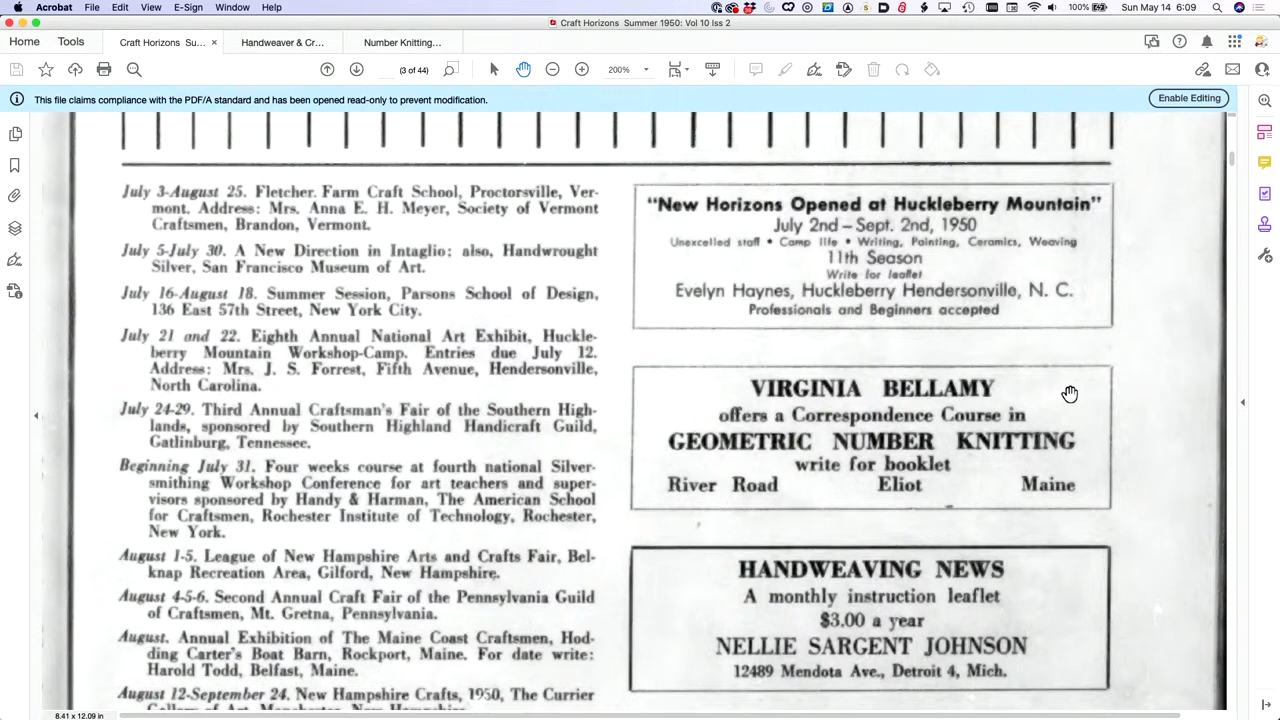 Acrobat File Edit View E-Sign Window Help 100% Sun May 14 6:09
Craft Horizons Summer 1950: Vol 10 Iss 2
Home Tools Craft Horizons Su... × Handweaver & Cr... Number Knitting...
(3 of 44) 200%
This file claims compliance with the PDF/A standard and has been opened read-only to prevent modification. Enable Editing
July 3-August 25. Fletcher. Farm Craft School, Proctorsville, Ver-
mont. Address: Mrs. Anna E. H. Meyer, Society of Vermont
Craftsmen, Brandon, Vermont.
July 5-July 30. A New Direction in Intaglio: also, Handwrought
Silver, San Francisco Museum of Art.
July 16-August 18. Summer Session, Parsons School of Design,
136 East 57th Street, New York City.
July 21 and 22. Eighth Annual National Art Exhibit, Huckle-
berry Mountain Workshop-Camp. Entries due July 12.
Address: Mrs. J. S. Forrest, Fifth Avenue, Hendersonville,
North Carolina.
July 24-29. Third Annual Craftsman's Fair of the Southern High-
lands, sponsored by Southern Highland Handicraft Guild,
Gatlinburg, Tennessee.
Beginning July 31. Four weeks course at fourth national Silver-
smithing Workshop Conference for art teachers and super-
visors sponsored by Handy & Harman, The American School
for Craftsmen, Rochester Institute of Technology, Rochester,
New York.
August 1-5. League of New Hampshire Arts and Crafts Fair, Bel-
knap Recreation Area, Gilford, New Hampshire.
August 4-5-6. Second Annual Craft Fair of the Pennsylvania Guild
of Craftsmen, Mt. Gretna, Pennsylvania.
August. Annual Exhibition of The Maine Coast Craftsmen, Hod-
ding Carter's Boat Barn, Rockport, Maine. For date write:
Harold Todd, Belfast, Maine.
August 12-September 24. New Hampshire Crafts, 1950, The Currier
"New Horizons Opened at Huckleberry Mountain"
July 2nd – Sept. 2nd, 1950
Unexcelled staff • Camp life • Writing, Painting, Ceramics, Weaving
11th Season
Write for leaflet
Evelyn Haynes, Huckleberry Hendersonville, N. C.
Professionals and Beginners accepted
VIRGINIA BELLAMY
offers a Correspondence Course in
GEOMETRIC NUMBER KNITTING
write for booklet
River Road Eliot Maine
HANDWEAVING NEWS
A monthly instruction leaflet
$3.00 a year
NELLIE SARGENT JOHNSON
12489 Mendota Ave., Detroit 4, Mich.
8.41 x 12.09 in